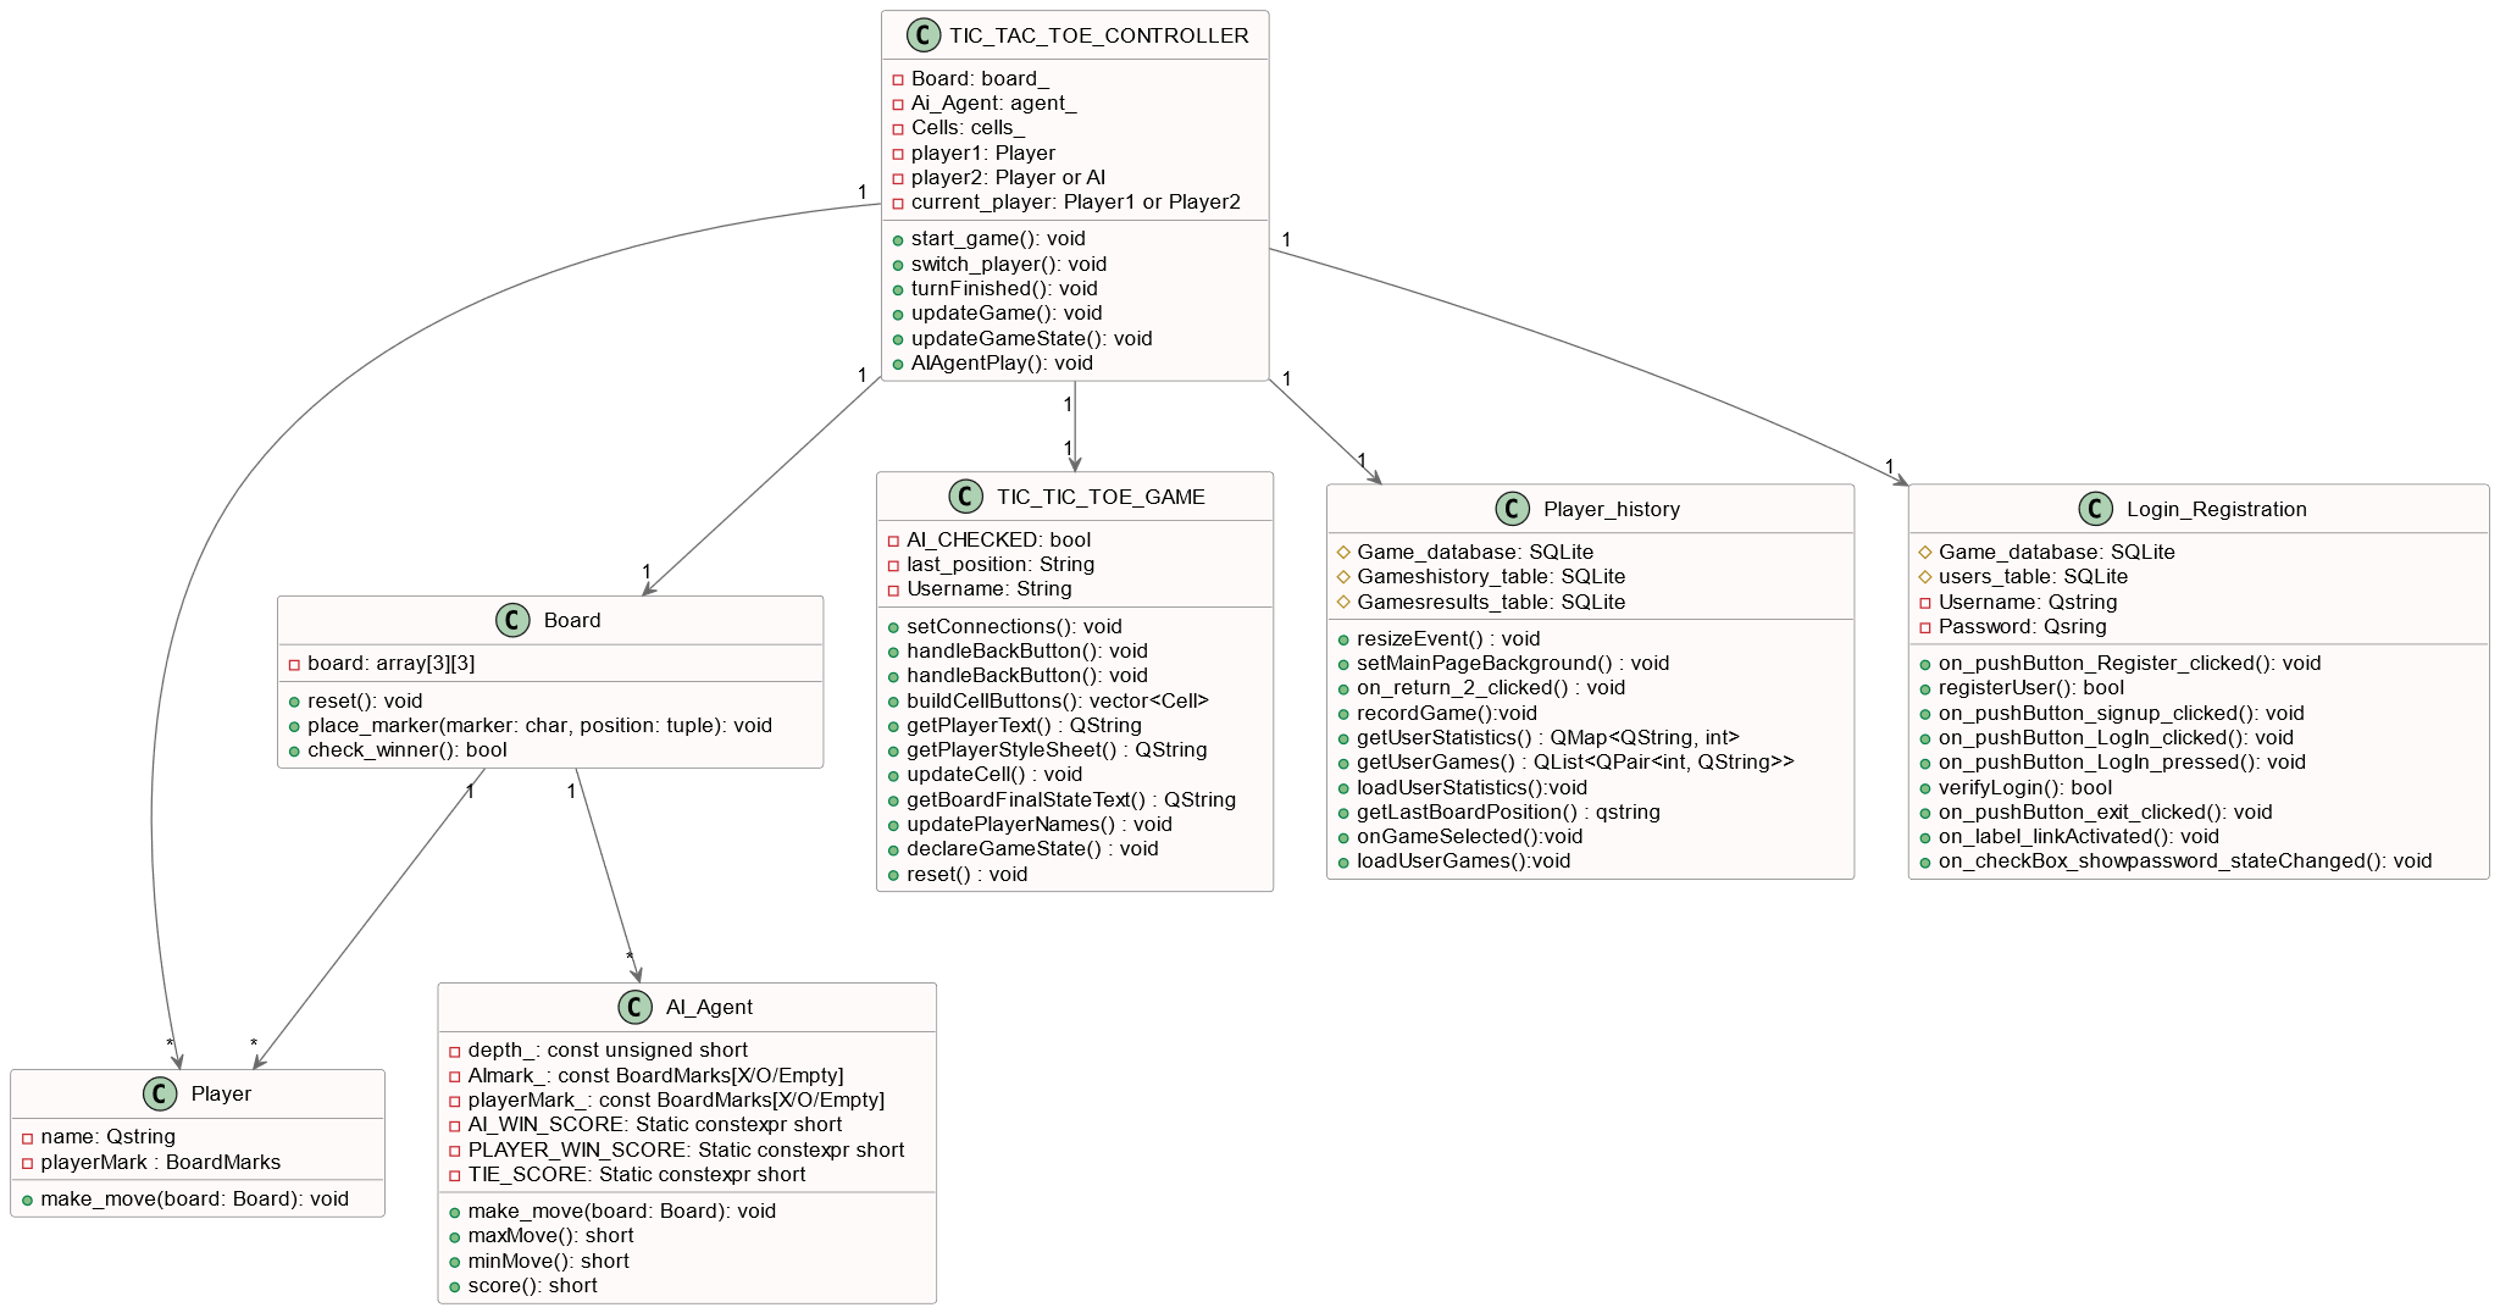 C TIC_TAC_TOE_CONTROLLER
Board: board_
Ai_Agent: agent_
Cells: cells_
player1: Player
player2: Player or AI
current_player: Player1 or Player2
start_game(): void
switch_player(): void
turnFinished(): void
updateGame(): void
updateGameState(): void
AIAgentPlay(): void
1
1
1
1
1
1
1
1
1
C Board
board: array[3][3]
reset(): void
place_marker(marker: char, position: tuple): void
check_winner(): bool
1
1
C TIC_TIC_TOE_GAME
AI_CHECKED: bool
last_position: String
Username: String
setConnections(): void
handleBackButton(): void
handleBackButton(): void
buildCellButtons(): vector<Cell>
getPlayerText() : QString
getPlayerStyleSheet() : QString
updateCell() : void
getBoardFinalStateText() : QString
updatePlayerNames() : void
declareGameState() : void
reset() : void
C Player_history
Game_database: SQLite
Gameshistory_table: SQLite
Gamesresults_table: SQLite
resizeEvent() : void
setMainPageBackground() : void
on_return_2_clicked() : void
recordGame():void
getUserStatistics() : QMap<QString, int>
getUserGames() : QList<QPair<int, QString>>
loadUserStatistics():void
getLastBoardPosition() : qstring
onGameSelected():void
loadUserGames():void
C Login_Registration
Game_database: SQLite
users_table: SQLite
Username: Qstring
Password: Qsring
on_pushButton_Register_clicked(): void
registerUser(): bool
on_pushButton_signup_clicked(): void
on_pushButton_LogIn_clicked(): void
on_pushButton_LogIn_pressed(): void
verifyLogin(): bool
on_pushButton_exit_clicked(): void
on_label_linkActivated(): void
on_checkBox_showpassword_stateChanged(): void
*
*
*
C Player
name: Qstring
playerMark : BoardMarks
make_move(board: Board): void
C AI_Agent
depth_: const unsigned short
AImark_: const BoardMarks[X/O/Empty]
playerMark_: const BoardMarks[X/O/Empty]
AI_WIN_SCORE: Static constexpr short
PLAYER_WIN_SCORE: Static constexpr short
TIE_SCORE: Static constexpr short
make_move(board: Board): void
maxMove(): short
minMove(): short
score(): short